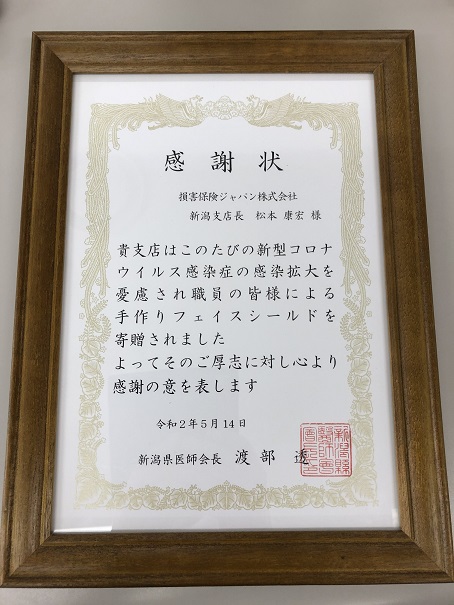 感謝状
損害保険ジャパン株式会社
新潟支店長 松本 康宏 様
貴支店はこのたびの新型コロナ
ウイルス感染症の感染拡大を
憂慮され職員の皆様による
手作りフェイスシールドを
寄贈されました
よってそのご厚志に対し心より
感謝の意を表します
令和2年5月14日
新潟県医師会長 渡部 透